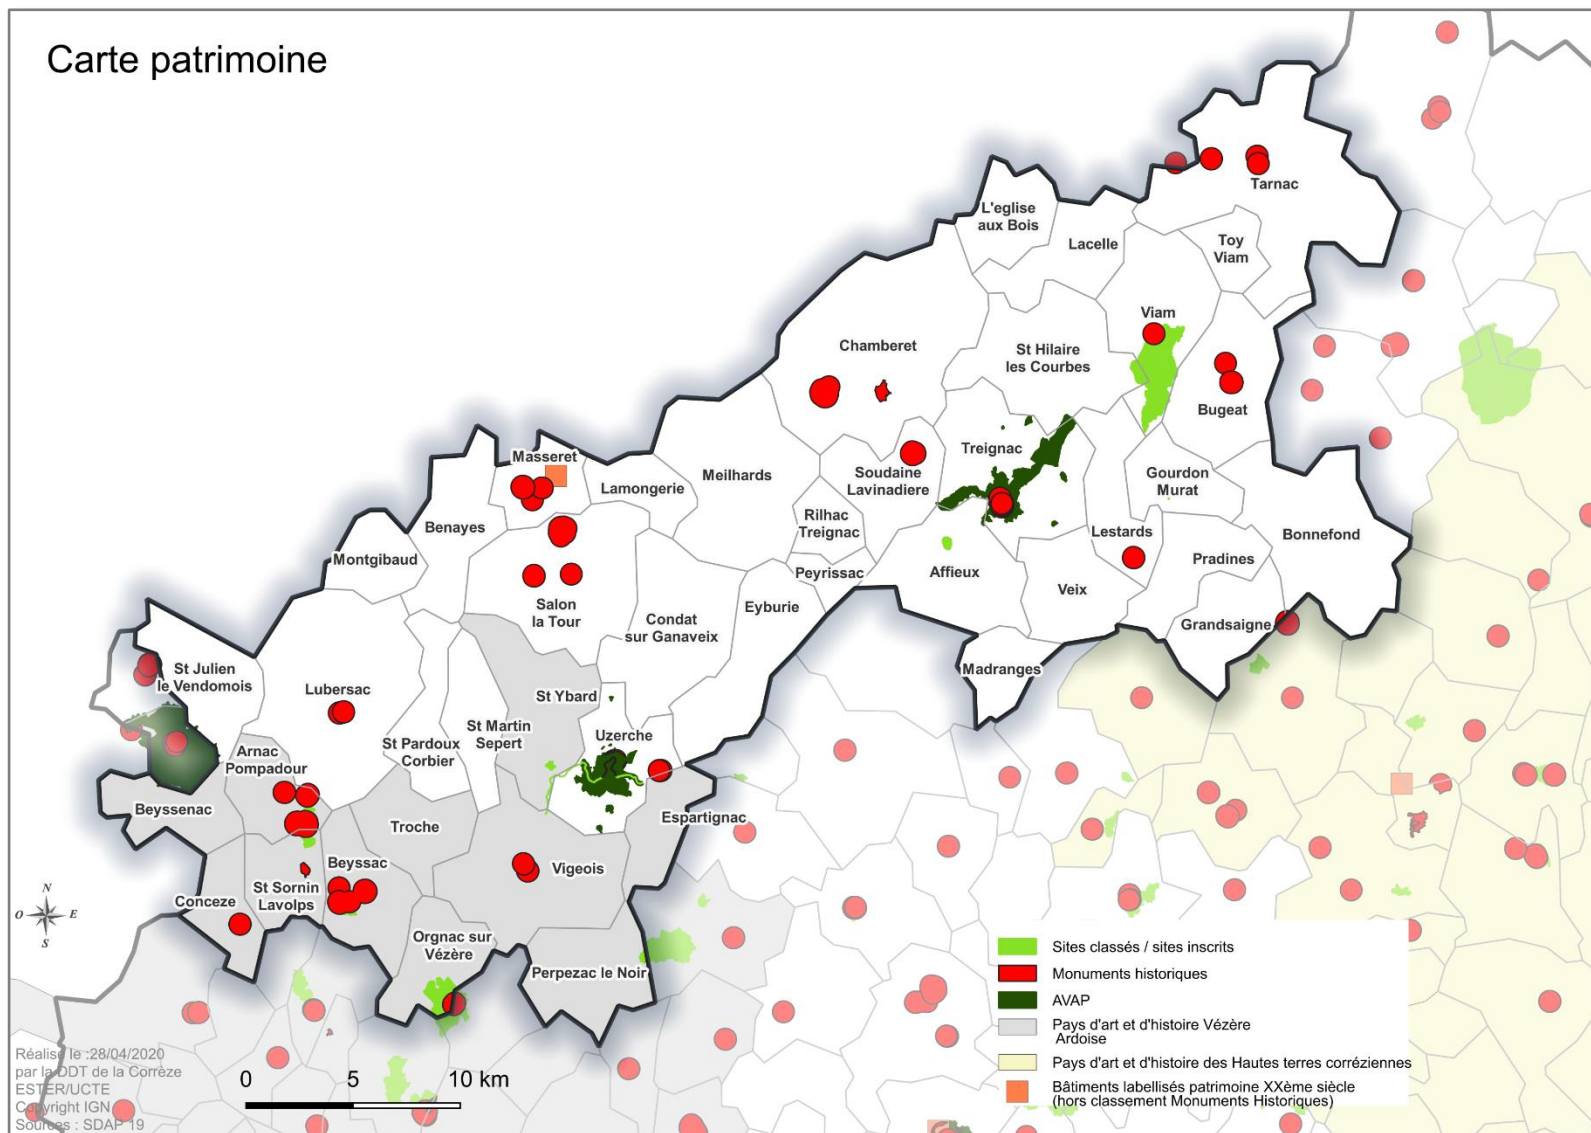 Carte patrimoine
Tarnac
L'eglise
aux Bois
Lacelle
Toy
Viam
Viam
Chamberet
St Hilaire
les Courbes
Bugeat
Treignac
Masseret
Meilhards
Soudaine
Lavinadiere
Gourdon
Murat
Lamongerie
Benayes
Rilhac
Treignac
Lestards
Bonnefond
Montgibaud
Peyrissac
Affieux
Pradines
Veix
Salon
la Tour
Condat
sur Ganaveix
Eyburie
Grandsaigne
St Julien
le Vendomois
Madranges
Lubersac
St Ybard
St Martin
Sepert
Uzerche
St Pardoux
Corbier
Arnac
Pompadour
Beyssenac
Troche
Espartignac
Beyssac
Vigeois
St Sornin
Lavolps
Conceze
Orgnac sur
Vézère
Perpezac le Noir
N
O
E
S
Sites classés / sites inscrits
Monuments historiques
AVAP
Pays d'art et d'histoire Vézère
Ardoise
Pays d'art et d'histoire des Hautes terres corréziennes
Bâtiments labellisés patrimoine XXème siècle
(hors classement Monuments Historiques)
Réalisé le :28/04/2020
par la DDT de la Corrèze
ESTER/UCTE
Copyright IGN
Sources : SDAP 19
0 5 10 km